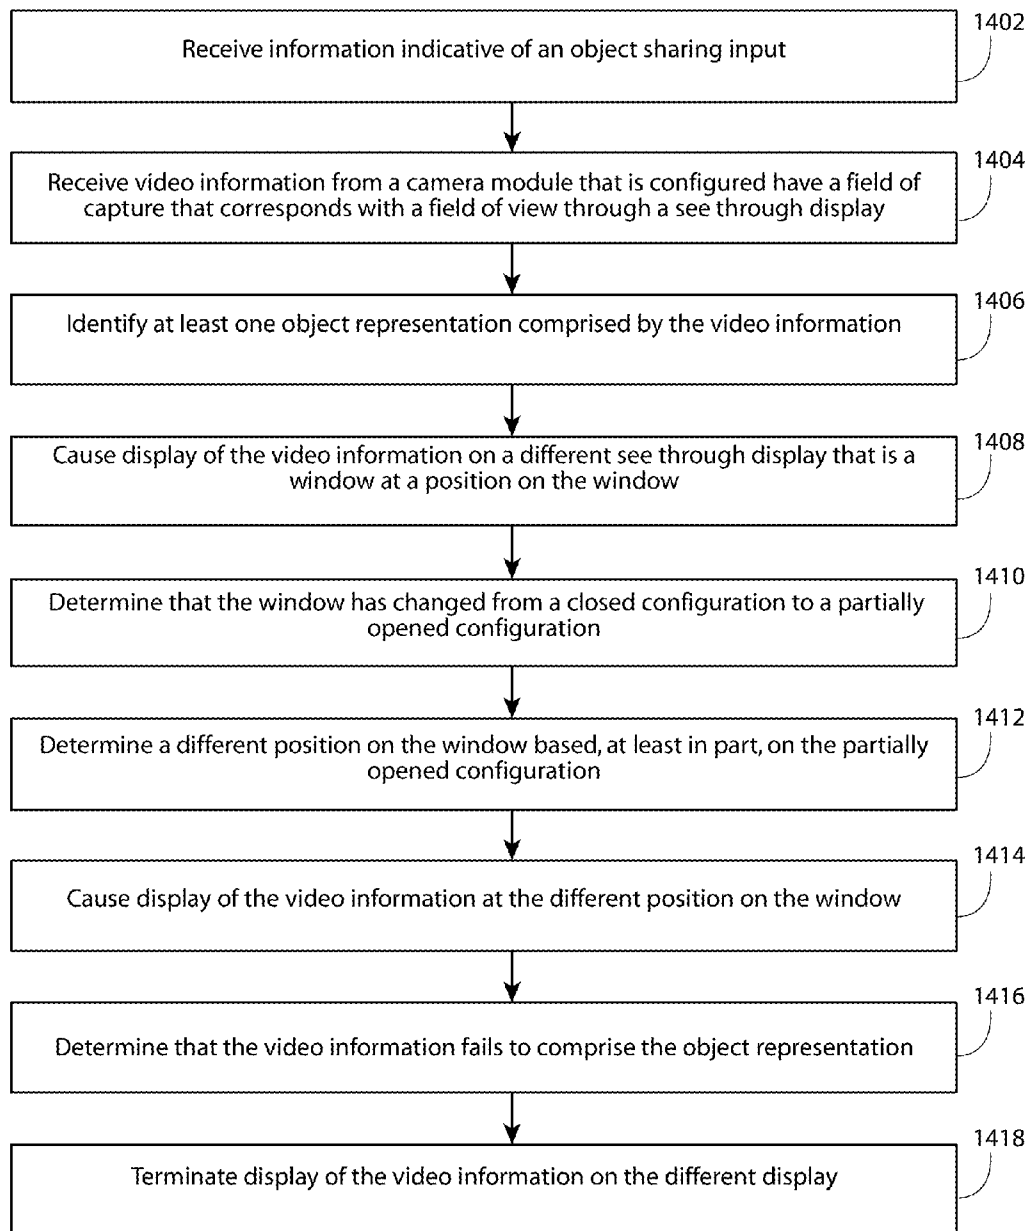 1402
Receive information indicative of an object sharing input
1404
Receive video information from a camera module that is configured have a field of
capture that corresponds with a field of view through a see through display
1406
Identify at least one object representation comprised by the video information
1408
Cause display of the video information on a different see through display that is a
window at a position on the window
1410
Determine that the window has changed from a closed configuration to a partially
opened configuration
1412
Determine a different position on the window based, at least in part, on the partially
opened configuration
1414
Cause display of the video information at the different position on the window
1416
Determine that the video information fails to comprise the object representation
1418
Terminate display of the video information on the different display